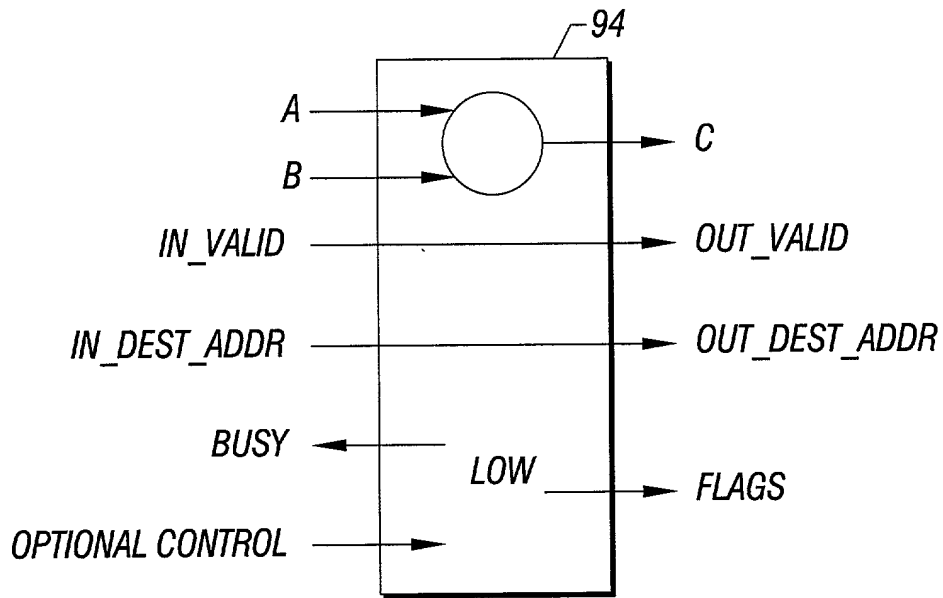 94
A
C
B
IN_VALID
OUT_VALID
IN_DEST_ADDR
OUT_DEST_ADDR
BUSY
LOW
FLAGS
OPTIONAL CONTROL